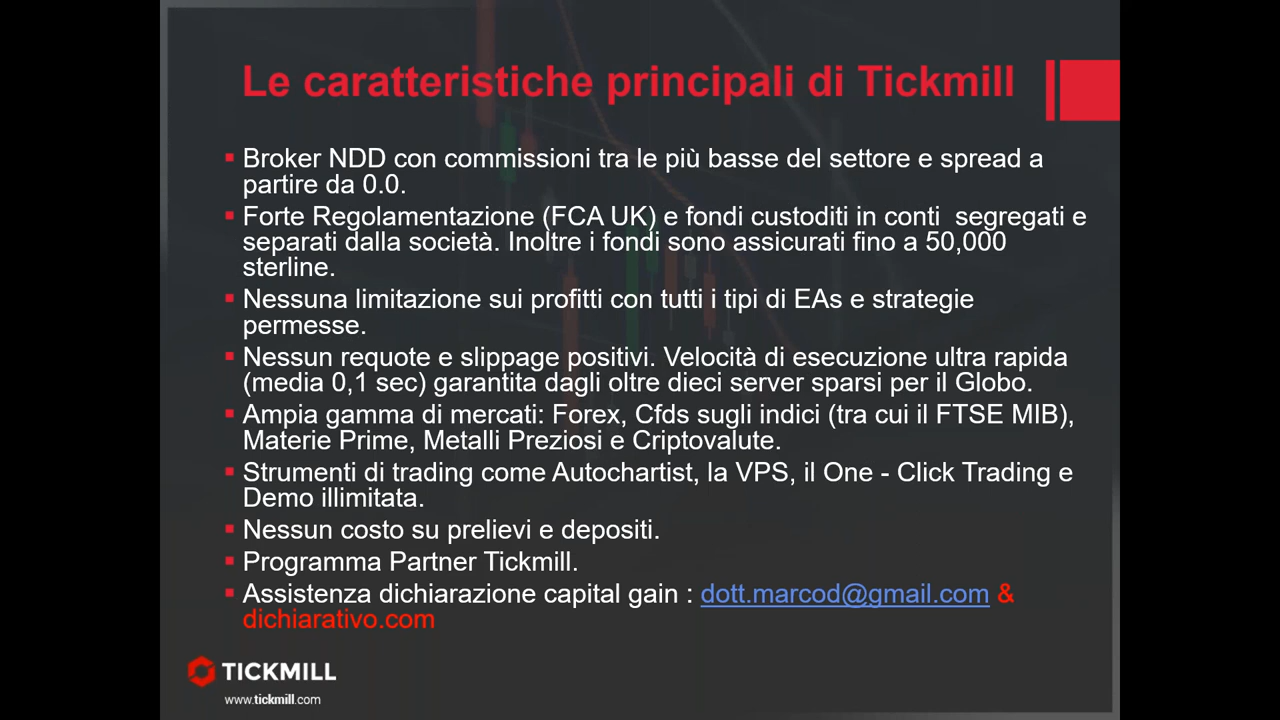 Le caratteristiche principali di Tickmill
Broker NDD con commissioni tra le più basse del settore e spread a
partire da 0.0.
Forte Regolamentazione (FCA UK) e fondi custoditi in conti  segregati e
separati dalla società. Inoltre i fondi sono assicurati fino a 50,000
sterline.
Nessuna limitazione sui profitti con tutti i tipi di EAs e strategie
permesse.
Nessun requote e slippage positivi. Velocità di esecuzione ultra rapida
(media 0,1 sec) garantita dagli oltre dieci server sparsi per il Globo.
Ampia gamma di mercati: Forex, Cfds sugli indici (tra cui il FTSE MIB),
Materie Prime, Metalli Preziosi e Criptovalute.
Strumenti di trading come Autochartist, la VPS, il One - Click Trading e
Demo illimitata.
Nessun costo su prelievi e depositi.
Programma Partner Tickmill.
Assistenza dichiarazione capital gain : dott.marcod@gmail.com &
dichiarativo.com
TICKMILL
www.tickmill.com